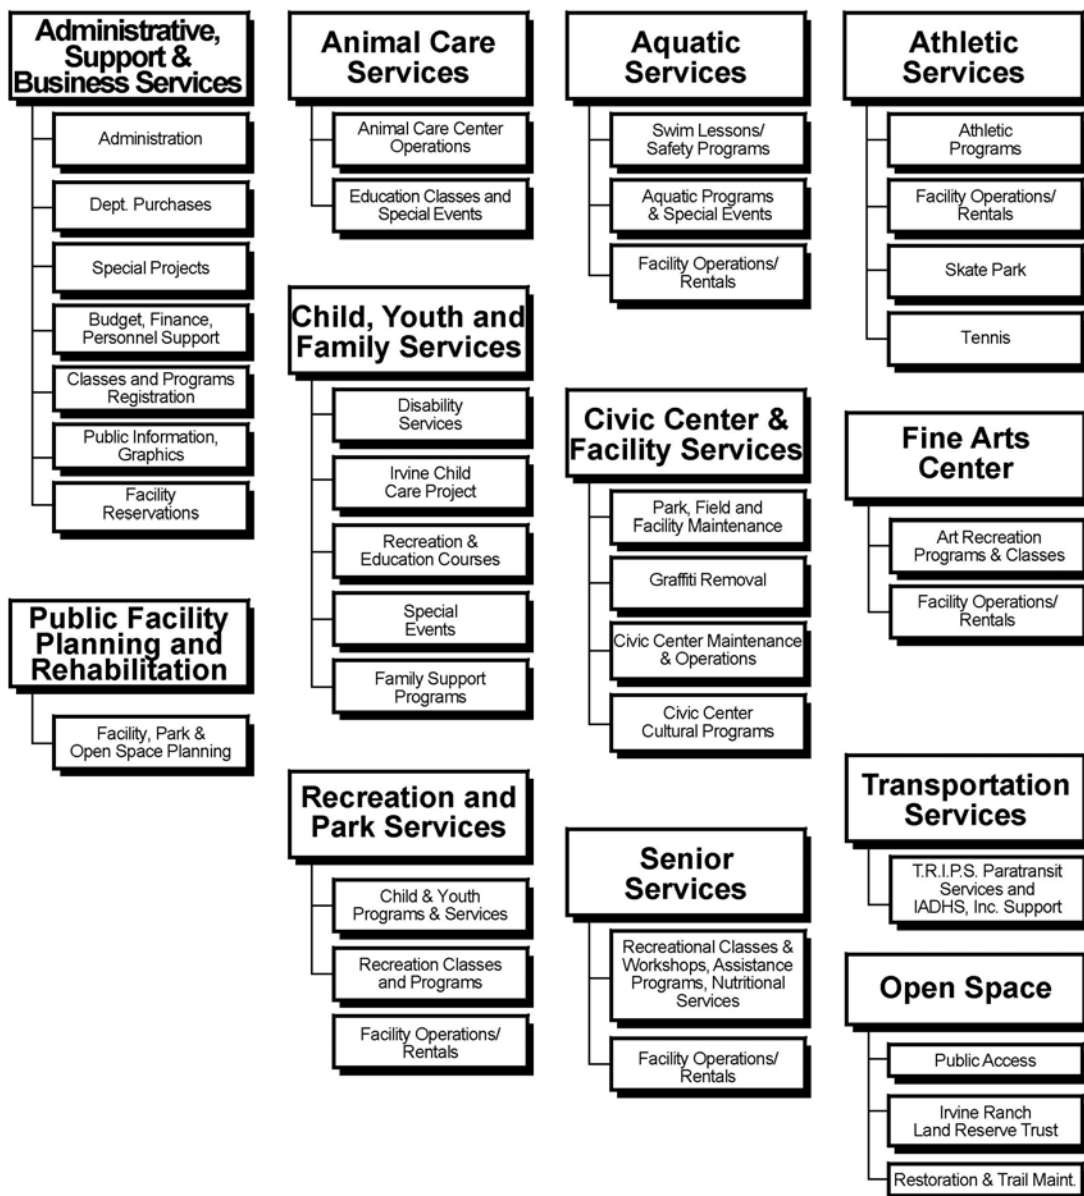 Administrative,
Support &
Business Services
Administration
Dept. Purchases
Special Projects
Budget, Finance,
Personnel Support
Classes and Programs
Registration
Public Information,
Graphics
Facility
Reservations
Public Facility
Planning and
Rehabilitation
Facility, Park &
Open Space Planning
Animal Care
Services
Animal Care Center
Operations
Education Classes and
Special Events
Child, Youth and
Family Services
Disability
Services
Irvine Child
Care Project
Recreation &
Education Courses
Special
Events
Family Support
Programs
Recreation and
Park Services
Child & Youth
Programs & Services
Recreation Classes
and Programs
Facility Operations/
Rentals
Aquatic
Services
Swim Lessons/
Safety Programs
Aquatic Programs
& Special Events
Facility Operations/
Rentals
Civic Center &
Facility Services
Park, Field and
Facility Maintenance
Graffiti Removal
Civic Center Maintenance
& Operations
Civic Center
Cultural Programs
Senior
Services
Recreational Classes &
Workshops, Assistance
Programs, Nutritional
Services
Facility Operations/
Rentals
Athletic
Services
Athletic
Programs
Facility Operations/
Rentals
Skate Park
Tennis
Fine Arts
Center
Art Recreation
Programs & Classes
Facility Operations/
Rentals
Transportation
Services
T.R.I.P.S. Paratransit
Services and
IADHS, Inc. Support
Open Space
Public Access
Irvine Ranch
Land Reserve Trust
Restoration & Trail Maint.